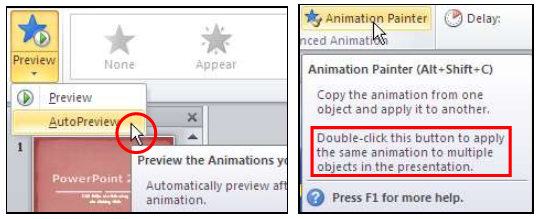 Preview
None
Appear
Preview
AutoPreview
1
PowerPoint 2
Preview the Animations yo
Automatically preview aft
animation.
Animation Painter
Delay:
nced Animation
Animation Painter (Alt+Shift+C)
Copy the animation from one
object and apply it to another.
Double-click this button to apply
the same animation to multiple
objects in the presentation.
Press F1 for more help.